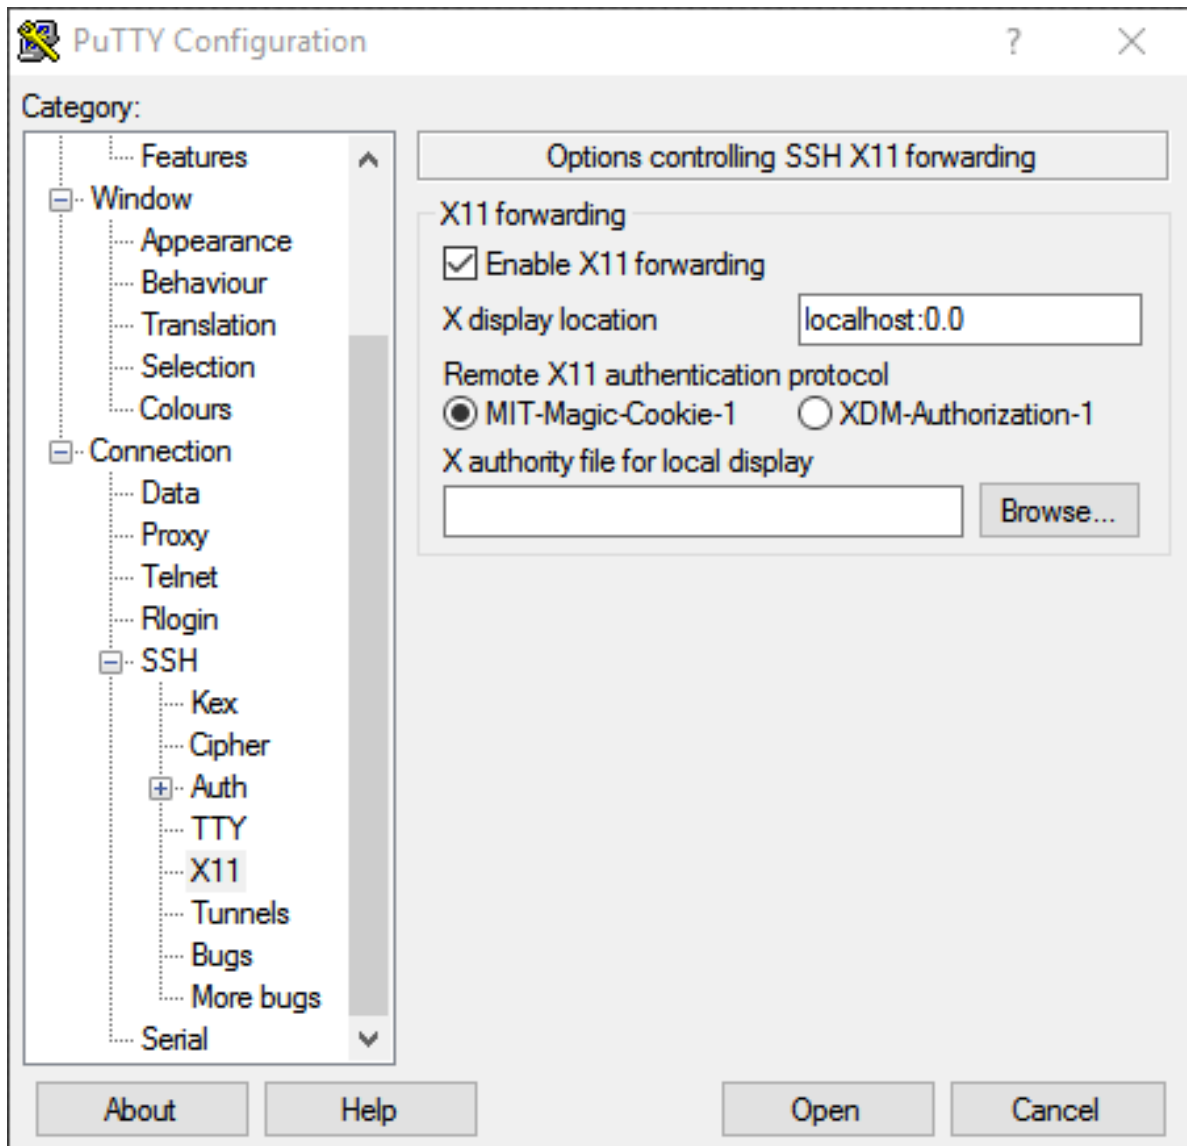 PuTTY Configuration
?
Category:
Features
Window
Appearance
Behaviour
Translation
Selection
Colours
Connection
Data
Proxy
Telnet
Rlogin
SSH
Kex
Cipher
Auth
TTY
X11
Tunnels
Bugs
More bugs
Serial
Options controlling SSH X11 forwarding
X11 forwarding
Enable X11 forwarding
X display location localhost:0.0
Remote X11 authentication protocol
MIT-Magic-Cookie-1 XDM-Authorization-1
X authority file for local display
Browse...
About Help Open Cancel